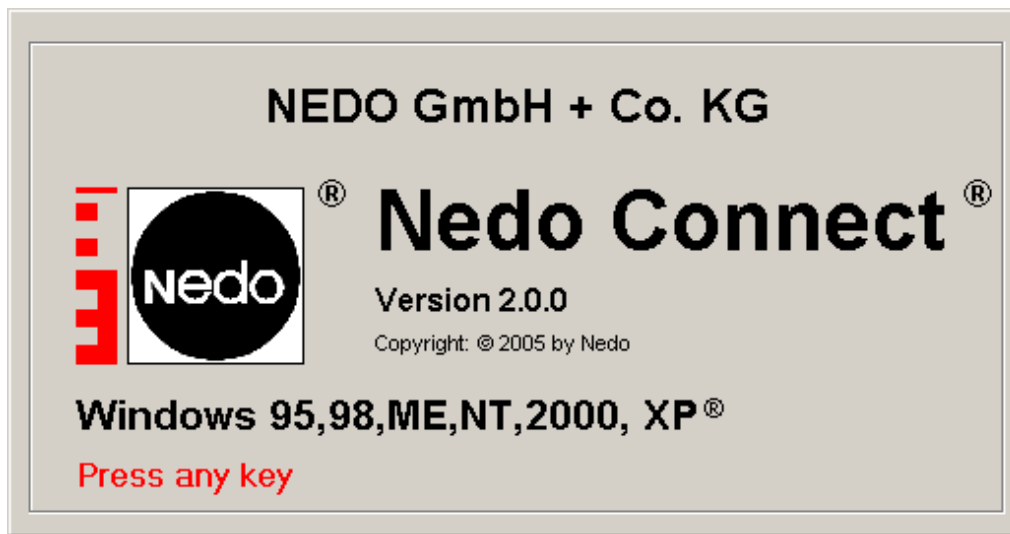 NEDO GmbH + Co. KG
Nedo ®
Nedo Connect ®
Version 2.0.0
Copyright: © 2005 by Nedo
Windows 95,98,ME,NT,2000, XP ®
Press any key